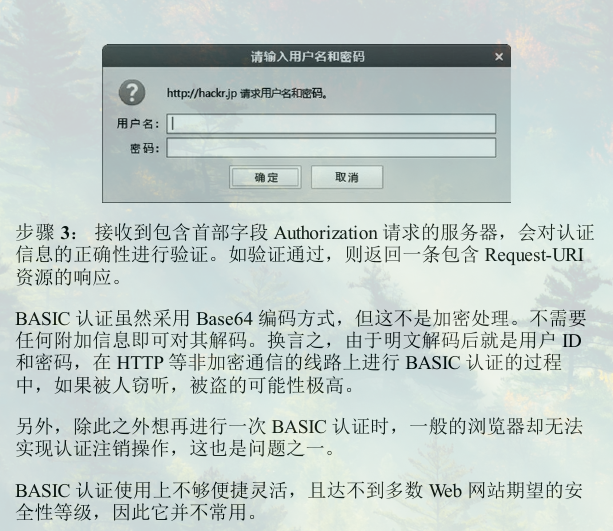 请输入用户名和密码
http://hackr.jp 请求用户名和密码。
用户名:
密码:
确定 取消
步骤 3: 接收到包含首部字段 Authorization 请求的服务器，会对认证
信息的正确性进行验证。如验证通过，则返回一条包含 Request-URI
资源的响应。
BASIC 认证虽然采用 Base64 编码方式，但这不是加密处理。不需要
任何附加信息即可对其解码。换言之，由于明文解码后就是用户 ID
和密码，在 HTTP 等非加密通信的线路上进行 BASIC 认证的过程
中，如果被人窃听，被盗的可能性极高。
另外，除此之外想再进行一次 BASIC 认证时，一般的浏览器却无法
实现认证注销操作，这也是问题之一。
BASIC 认证使用上不够便捷灵活，且达不到多数 Web 网站期望的安
全性等级，因此它并不常用。